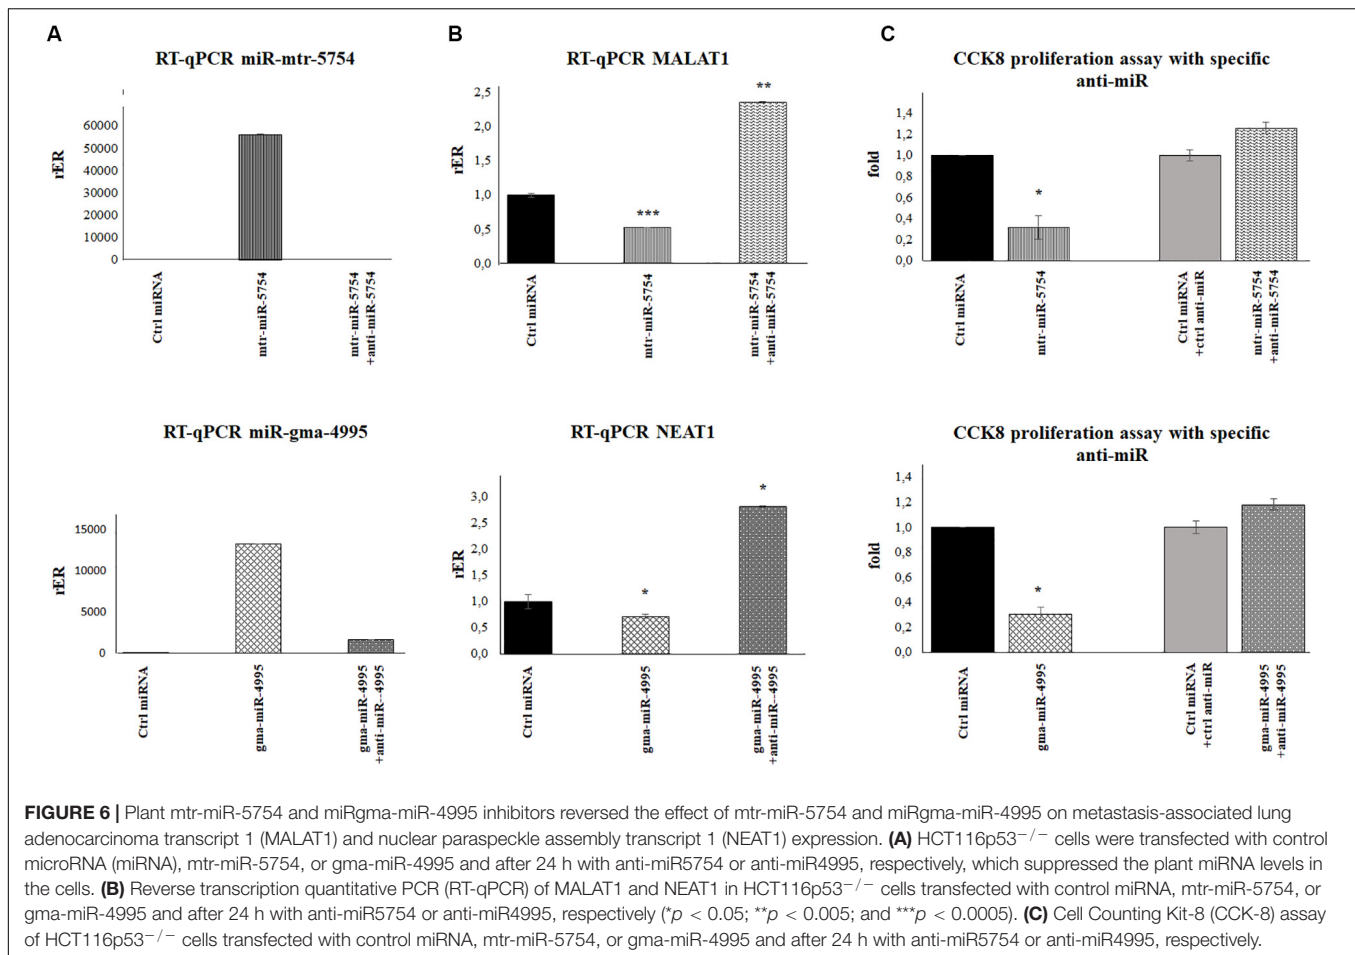 A
RT-qPCR miR-mtr-5754
rER
60000
50000
40000
30000
20000
10000
0
Ctrl miRNA
mtr-miR-5754
mtr-miR-5754
+anti-miR-5754
B
RT-qPCR MALAT1
rER
2,5
2,0
1,5
1,0
0,5
0,0
***
**
Ctrl miRNA
mtr-miR-5754
mtr-miR-5754
+anti-miR-5754
C
CCK8 proliferation assay with specific
anti-miR
fold
1,4
1,2
1,0
0,8
0,6
0,4
0,2
0,0
*
Ctrl miRNA
mtr-miR-5754
Ctrl miRNA
+ctrl anti-miR
mtr-miR-5754
+anti-miR-5754
RT-qPCR miR-gma-4995
rER
15000
10000
5000
0
Ctrl miRNA
gma-miR-4995
gma-miR-4995
+anti-miR--4995
RT-qPCR NEAT1
rER
3,0
2,5
2,0
1,5
1,0
0,5
0,0
*
*
Ctrl miRNA
gma-miR-4995
gma-miR-4995
+anti-miR--4995
CCK8 proliferation assay with specific
anti-miR
fold
1,4
1,2
1,0
0,8
0,6
0,4
0,2
0,0
*
Ctrl miRNA
gma-miR-4995
Ctrl miRNA
+ctrl anti-miR
gma-miR-4995
+anti-miR-4995
FIGURE 6 | Plant mtr-miR-5754 and miRgma-miR-4995 inhibitors reversed the effect of mtr-miR-5754 and miRgma-miR-4995 on metastasis-associated lung
adenocarcinoma transcript 1 (MALAT1) and nuclear paraspeckle assembly transcript 1 (NEAT1) expression. (A) HCT116p53−/− cells were transfected with control
microRNA (miRNA), mtr-miR-5754, or gma-miR-4995 and after 24 h with anti-miR5754 or anti-miR4995, respectively, which suppressed the plant miRNA levels in
the cells. (B) Reverse transcription quantitative PCR (RT-qPCR) of MALAT1 and NEAT1 in HCT116p53−/− cells transfected with control miRNA, mtr-miR-5754, or
gma-miR-4995 and after 24 h with anti-miR5754 or anti-miR4995, respectively (*p < 0.05; **p < 0.005; and ***p < 0.0005). (C) Cell Counting Kit-8 (CCK-8) assay
of HCT116p53−/− cells transfected with control miRNA, mtr-miR-5754, or gma-miR-4995 and after 24 h with anti-miR5754 or anti-miR4995, respectively.